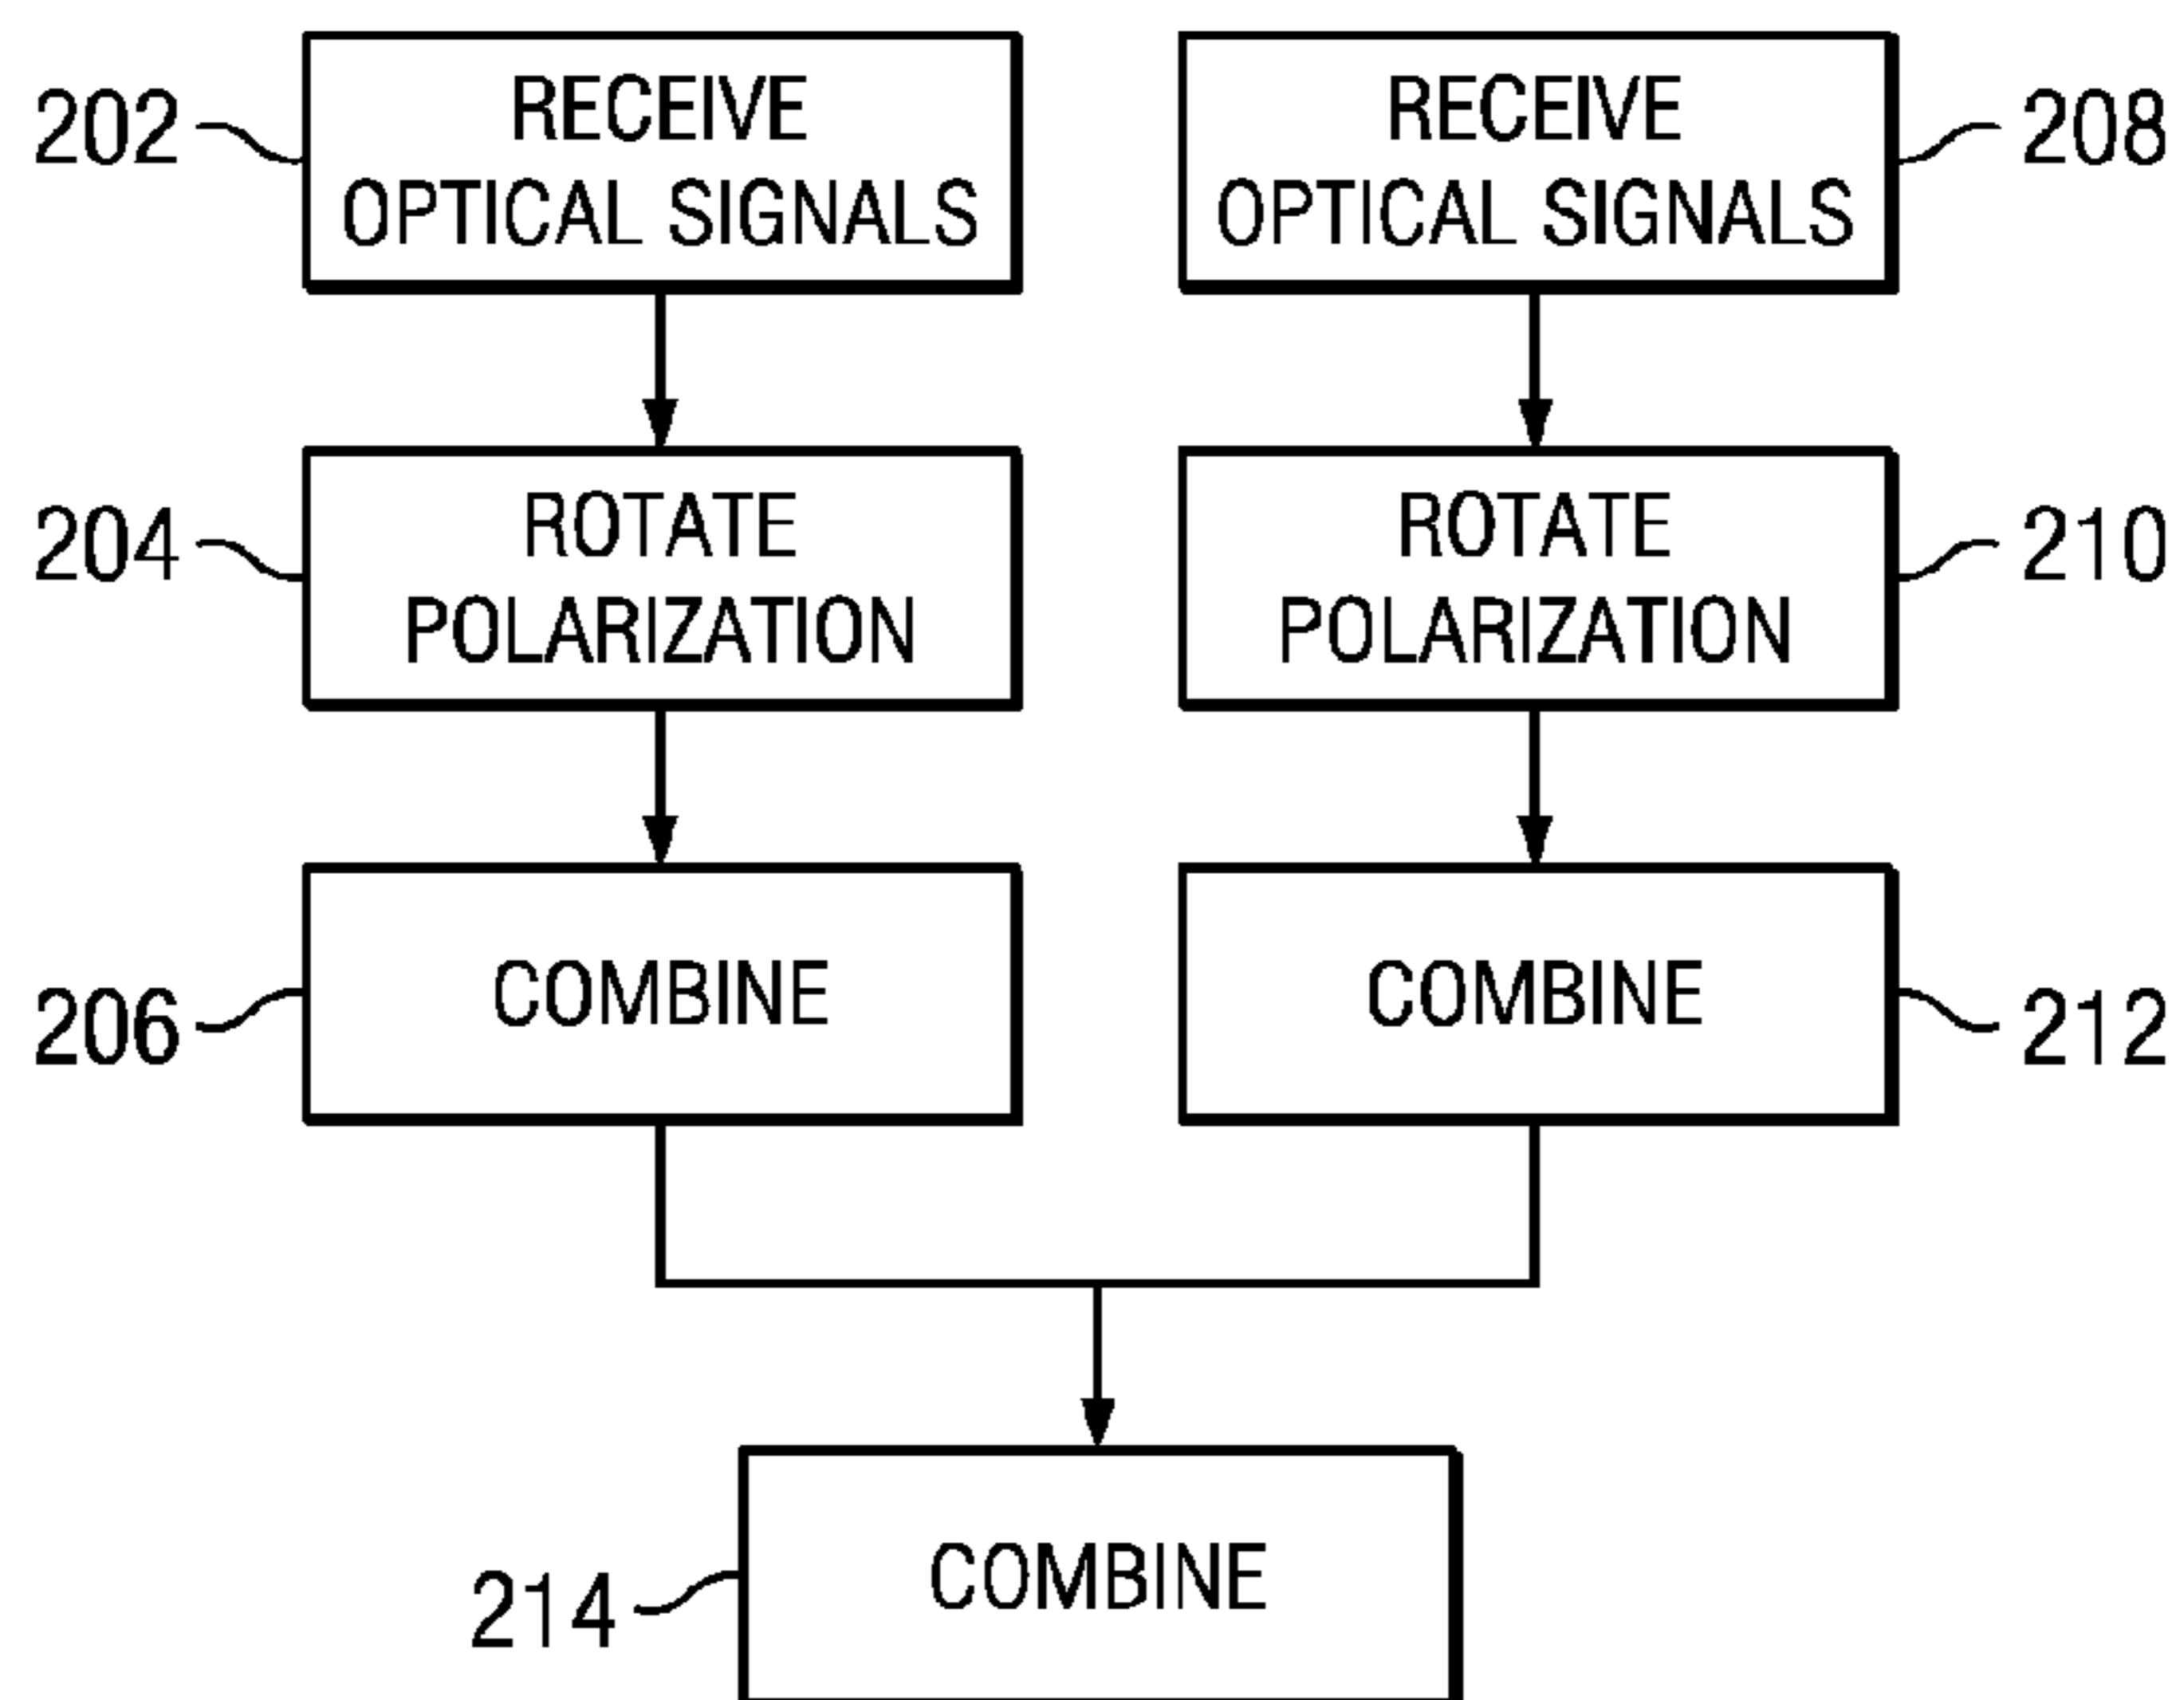 202
RECEIVE
OPTICAL SIGNALS
RECEIVE
OPTICAL SIGNALS
208
204
ROTATE
POLARIZATION
ROTATE
POLARIZATION
210
206
COMBINE
COMBINE
212
214
COMBINE